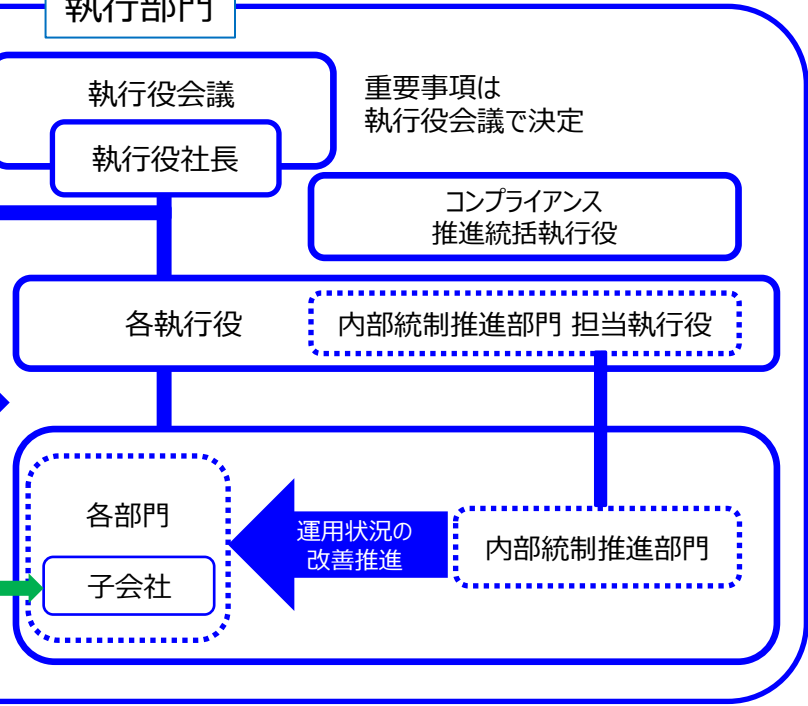 執行部門
執行役会議
重要事項は
執行役会議で決定
執行役社長
コンプライアンス
推進統括執行役
各執行役
内部統制推進部門 担当執行役
各部門
運用状況の
改善推進
内部統制推進部門
子会社